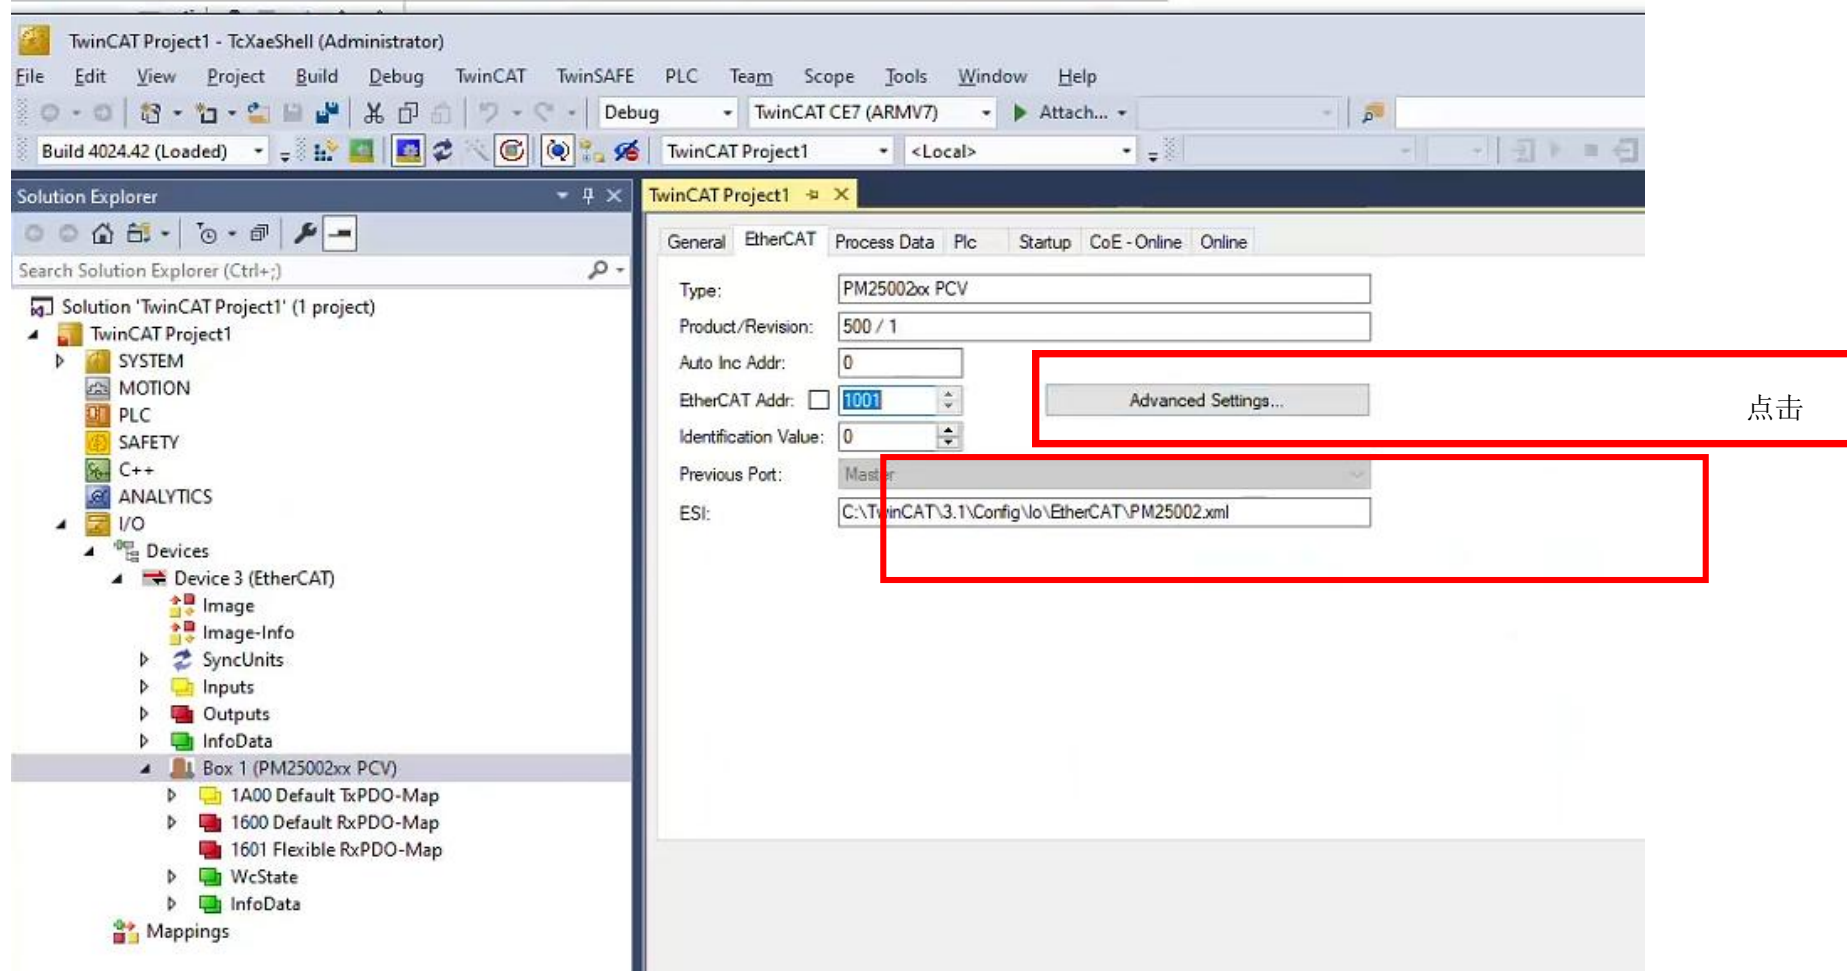 TwinCAT Project1 - TcXaeShell (Administrator)
File Edit View Project Build Debug TwinCAT TwinSAFE PLC Team Scope Tools Window Help
Debug TwinCAT CE7 (ARMV7) Attach...
Build 4024.42 (Loaded) TwinCAT Project1 <Local>
Solution Explorer
Search Solution Explorer (Ctrl+;)
Solution 'TwinCAT Project1' (1 project)
TwinCAT Project1
SYSTEM
MOTION
PLC
SAFETY
C++
ANALYTICS
I/O
Devices
Device 3 (EtherCAT)
Image
Image-Info
SyncUnits
Inputs
Outputs
InfoData
Box 1 (PM25002xx PCV)
1A00 Default TxPDO-Map
1600 Default RxPDO-Map
1601 Flexible RxPDO-Map
WcState
InfoData
Mappings
TwinCAT Project1
General EtherCAT Process Data Plc Startup CoE - Online Online
Type: PM25002xx PCV
Product/Revision: 500 / 1
Auto Inc Addr: 0
EtherCAT Addr: 1001 Advanced Settings...
点击
Identification Value: 0
Previous Port: Master
ESI: C:\TwinCAT\3.1\Config\Io\EtherCAT\PM25002.xml